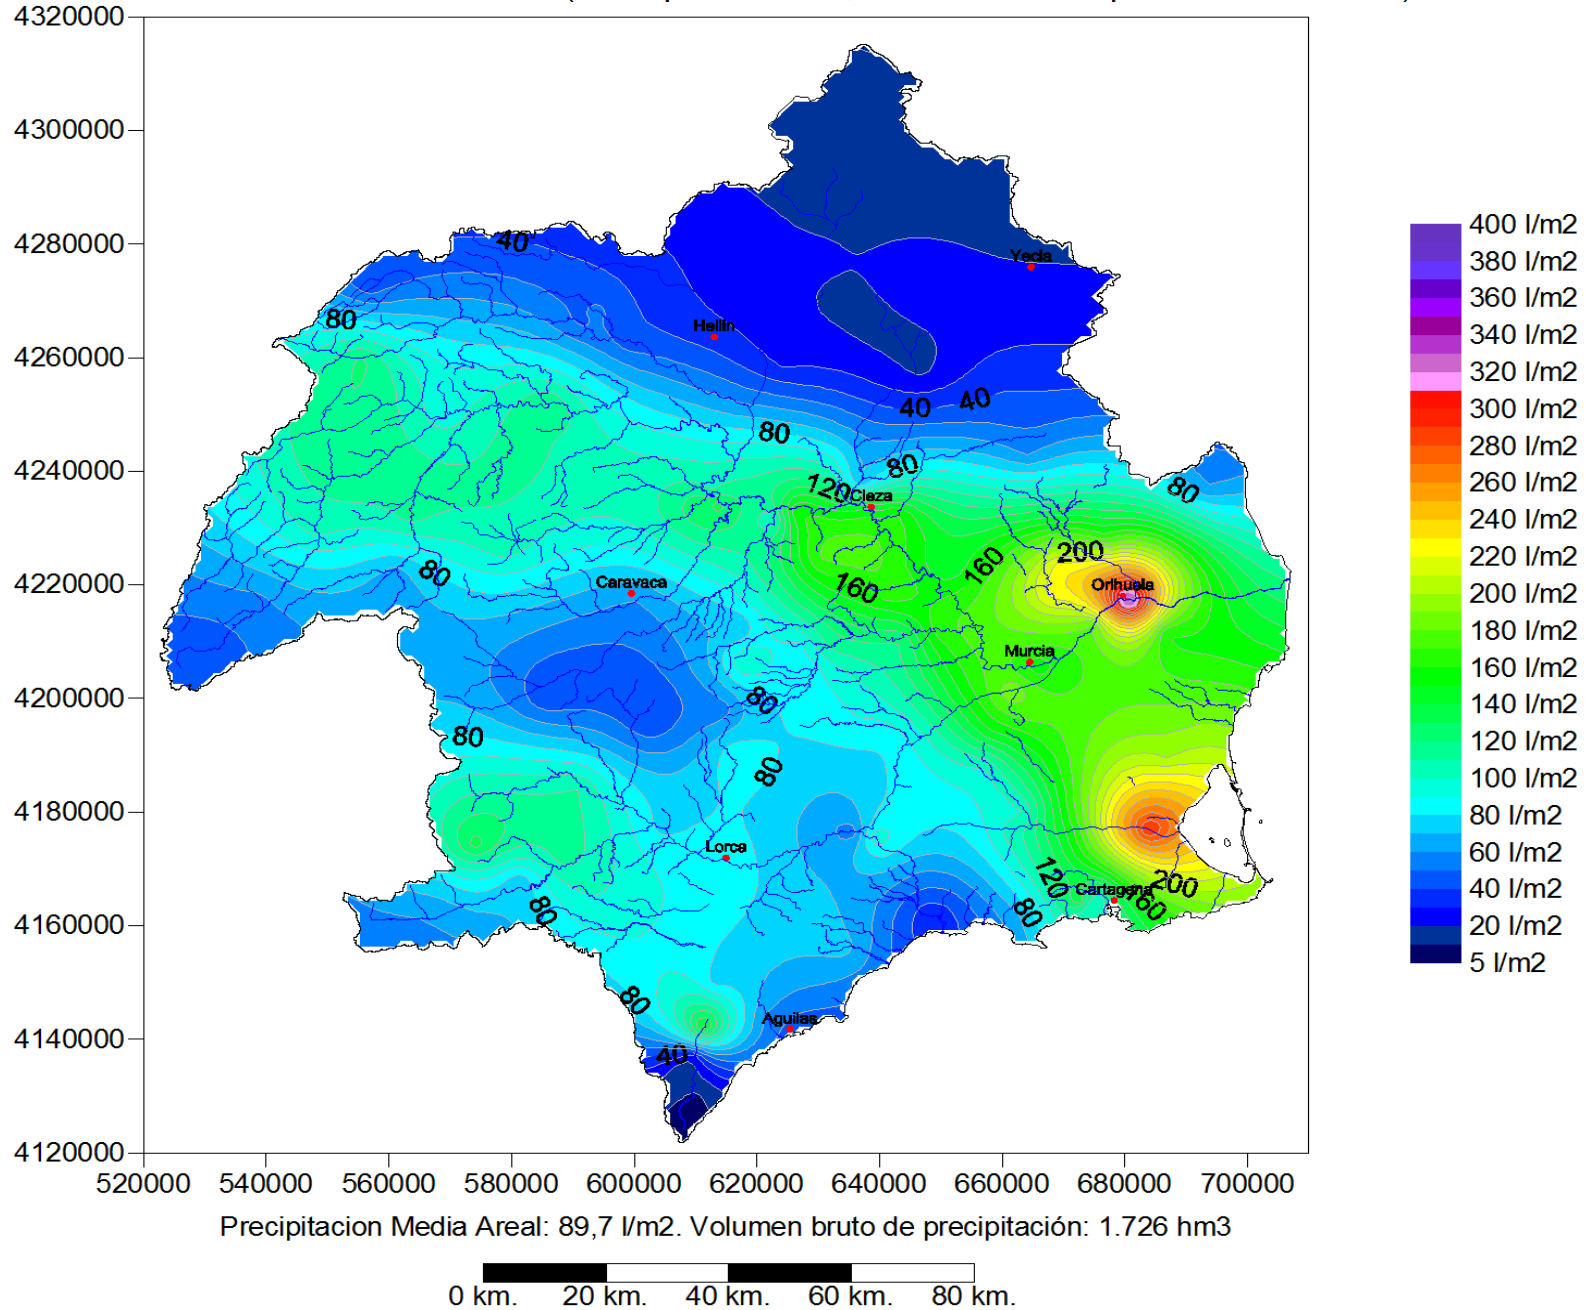 4320000
4300000
4280000
4260000
4240000
4220000
4200000
4180000
4160000
4140000
4120000
520000 540000 560000 580000 600000 620000 640000 660000 680000 700000
40
Yecla
80
Hellin
40 40
80
80
80
120
Cieza
200
160
80
Caravaca
160
Orihuela
Murcia
80
80
80
Lorca
120
Cartagena
200
160
80
80
80
Aguilas
40
400 l/m2
380 l/m2
360 l/m2
340 l/m2
320 l/m2
300 l/m2
280 l/m2
260 l/m2
240 l/m2
220 l/m2
200 l/m2
180 l/m2
160 l/m2
140 l/m2
120 l/m2
100 l/m2
80 l/m2
60 l/m2
40 l/m2
20 l/m2
5 l/m2
Precipitacion Media Areal: 89,7 l/m2. Volumen bruto de precipitación: 1.726 hm3
0 km. 20 km. 40 km. 60 km. 80 km.